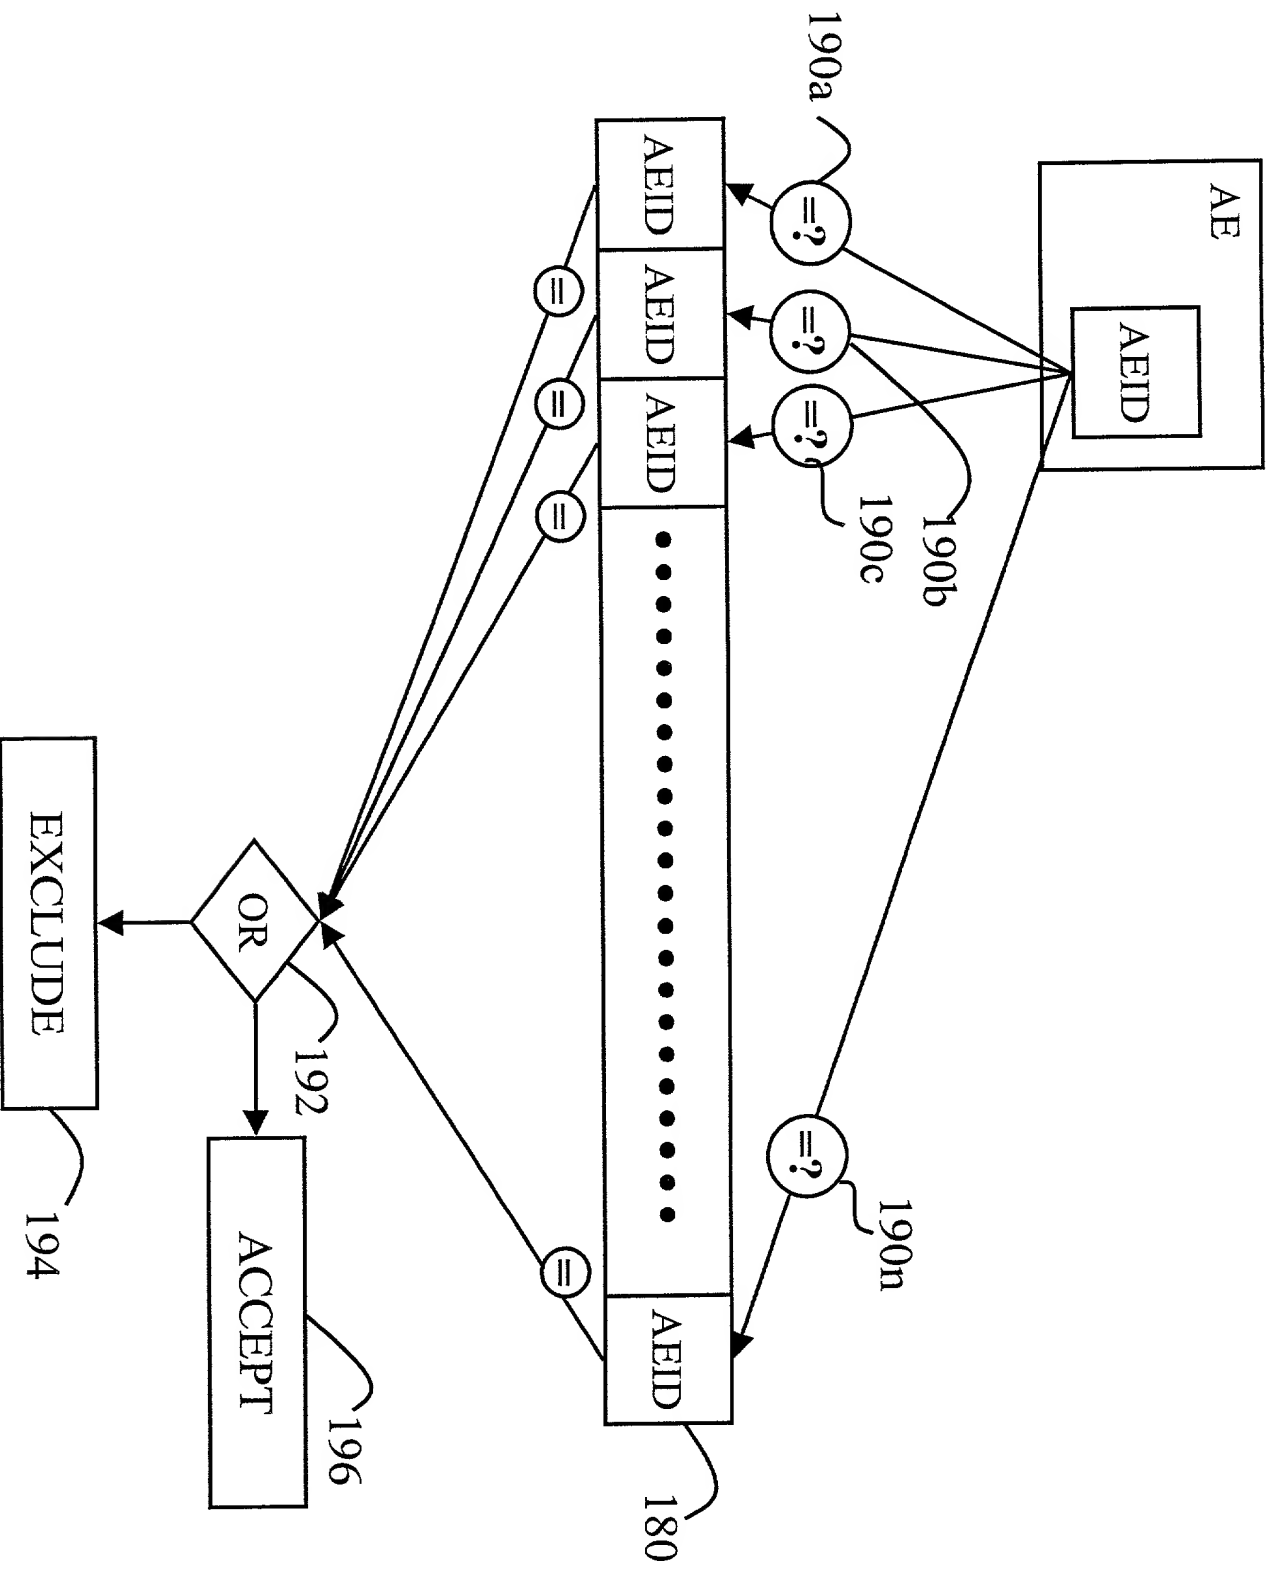 AE
AEID
190a
=?
=?
=?
=?
190b
190c
190n
AEID
AEID
AEID
AEID
180
=
=
=
=
OR
192
EXCLUDE
194
ACCEPT
196